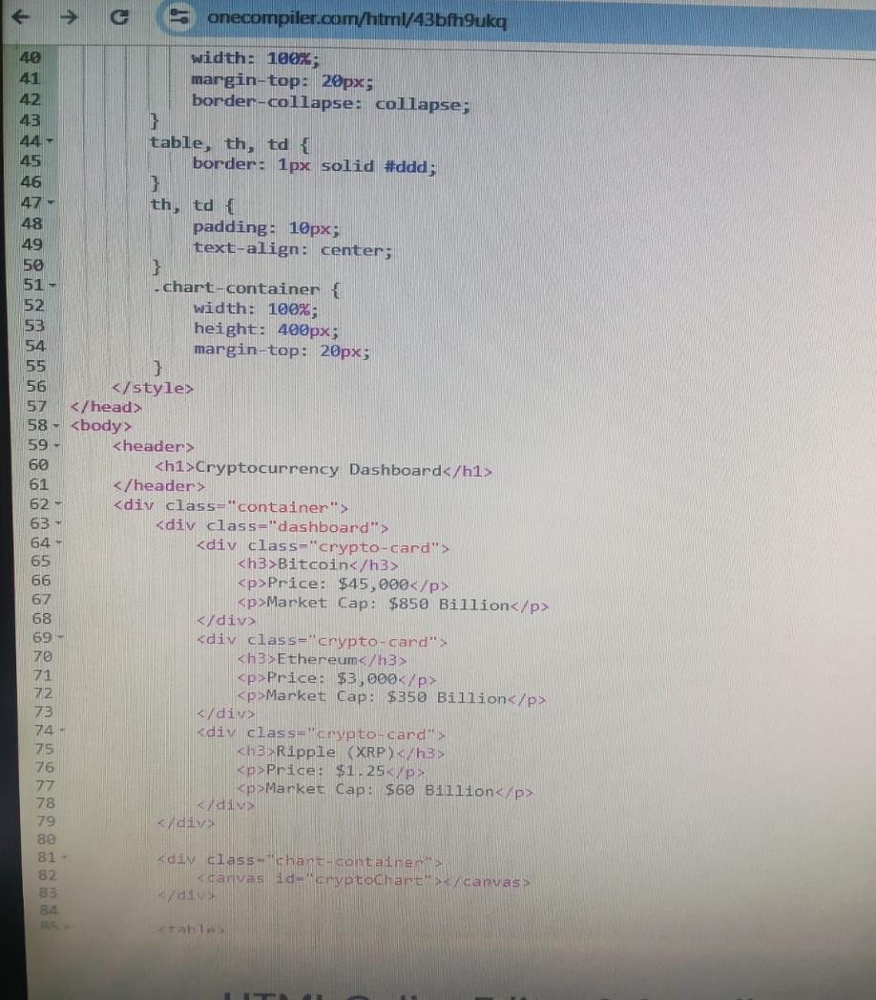 onecompiler.com/html/43bfh9ukq
40 width: 100%;
41 margin-top: 20px;
42 border-collapse: collapse;
43 }
44 table, th, td {
45 border: 1px solid #ddd;
46 }
47 th, td {
48 padding: 10px;
49 text-align: center;
50 }
51 .chart-container {
52 width: 100%;
53 height: 400px;
54 margin-top: 20px;
55 }
56 </style>
57 </head>
58 <body>
59 <header>
60 <h1>Cryptocurrency Dashboard</h1>
61 </header>
62 <div class="container">
63 <div class="dashboard">
64 <div class="crypto-card">
65 <h3>Bitcoin</h3>
66 <p>Price: $45,000</p>
67 <p>Market Cap: $850 Billion</p>
68 </div>
69 <div class="crypto-card">
70 <h3>Ethereum</h3>
71 <p>Price: $3,000</p>
72 <p>Market Cap: $350 Billion</p>
73 </div>
74 <div class="crypto-card">
75 <h3>Ripple (XRP)</h3>
76 <p>Price: $1.25</p>
77 <p>Market Cap: $60 Billion</p>
78 </div>
79 </div>
80
81 <div class="chart-container">
82 <canvas id="cryptoChart"></canvas>
83 </div>
84
85 <table>